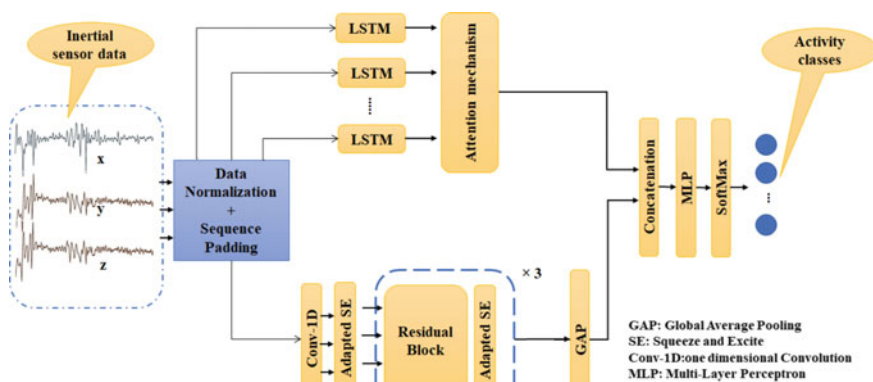 Inertial
sensor data
x
y
z
Data
Normalization
+
Sequence
Padding
LSTM
LSTM
LSTM
Attention mechanism
Conv-1D
Adapted SE
Residual
Block
Adapted SE
× 3
GAP
Concatenation
MLP
SoftMax
Activity
classes
GAP: Global Average Pooling
SE: Squeeze and Excite
Conv-1D:one dimensional Convolution
MLP: Multi-Layer Perceptron